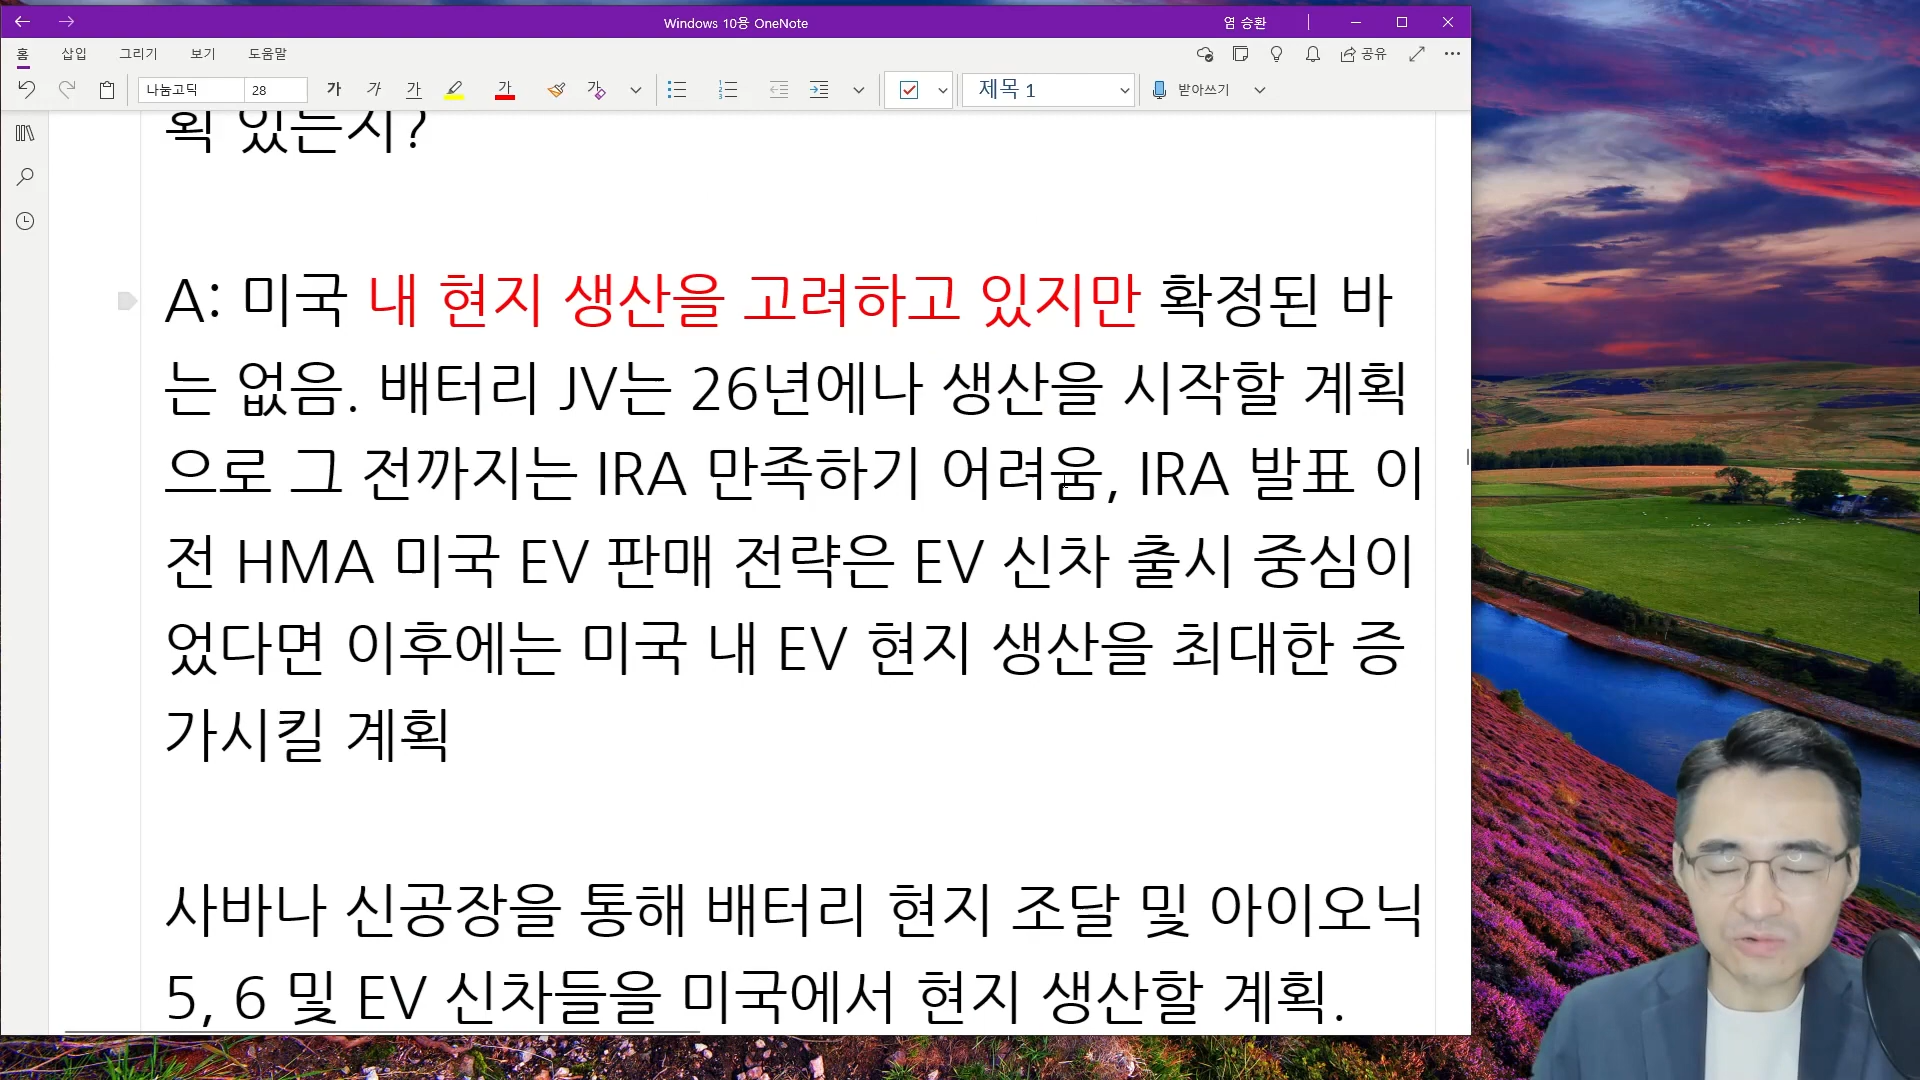 Windows 10용 OneNote
염 승환
홈 삽입 그리기 보기 도움말
공유
나눔고딕 28 가 가 가 가 가 제목 1 받아쓰기
획 있는지?
A: 미국 내 현지 생산을 고려하고 있지만 확정된 바
는 없음. 배터리 JV는 26년에나 생산을 시작할 계획
으로 그 전까지는 IRA 만족하기 어려움, IRA 발표 이
전 HMA 미국 EV 판매 전략은 EV 신차 출시 중심이
었다면 이후에는 미국 내 EV 현지 생산을 최대한 증
가시킬 계획
사바나 신공장을 통해 배터리 현지 조달 및 아이오닉
5, 6 및 EV 신차들을 미국에서 현지 생산할 계획.